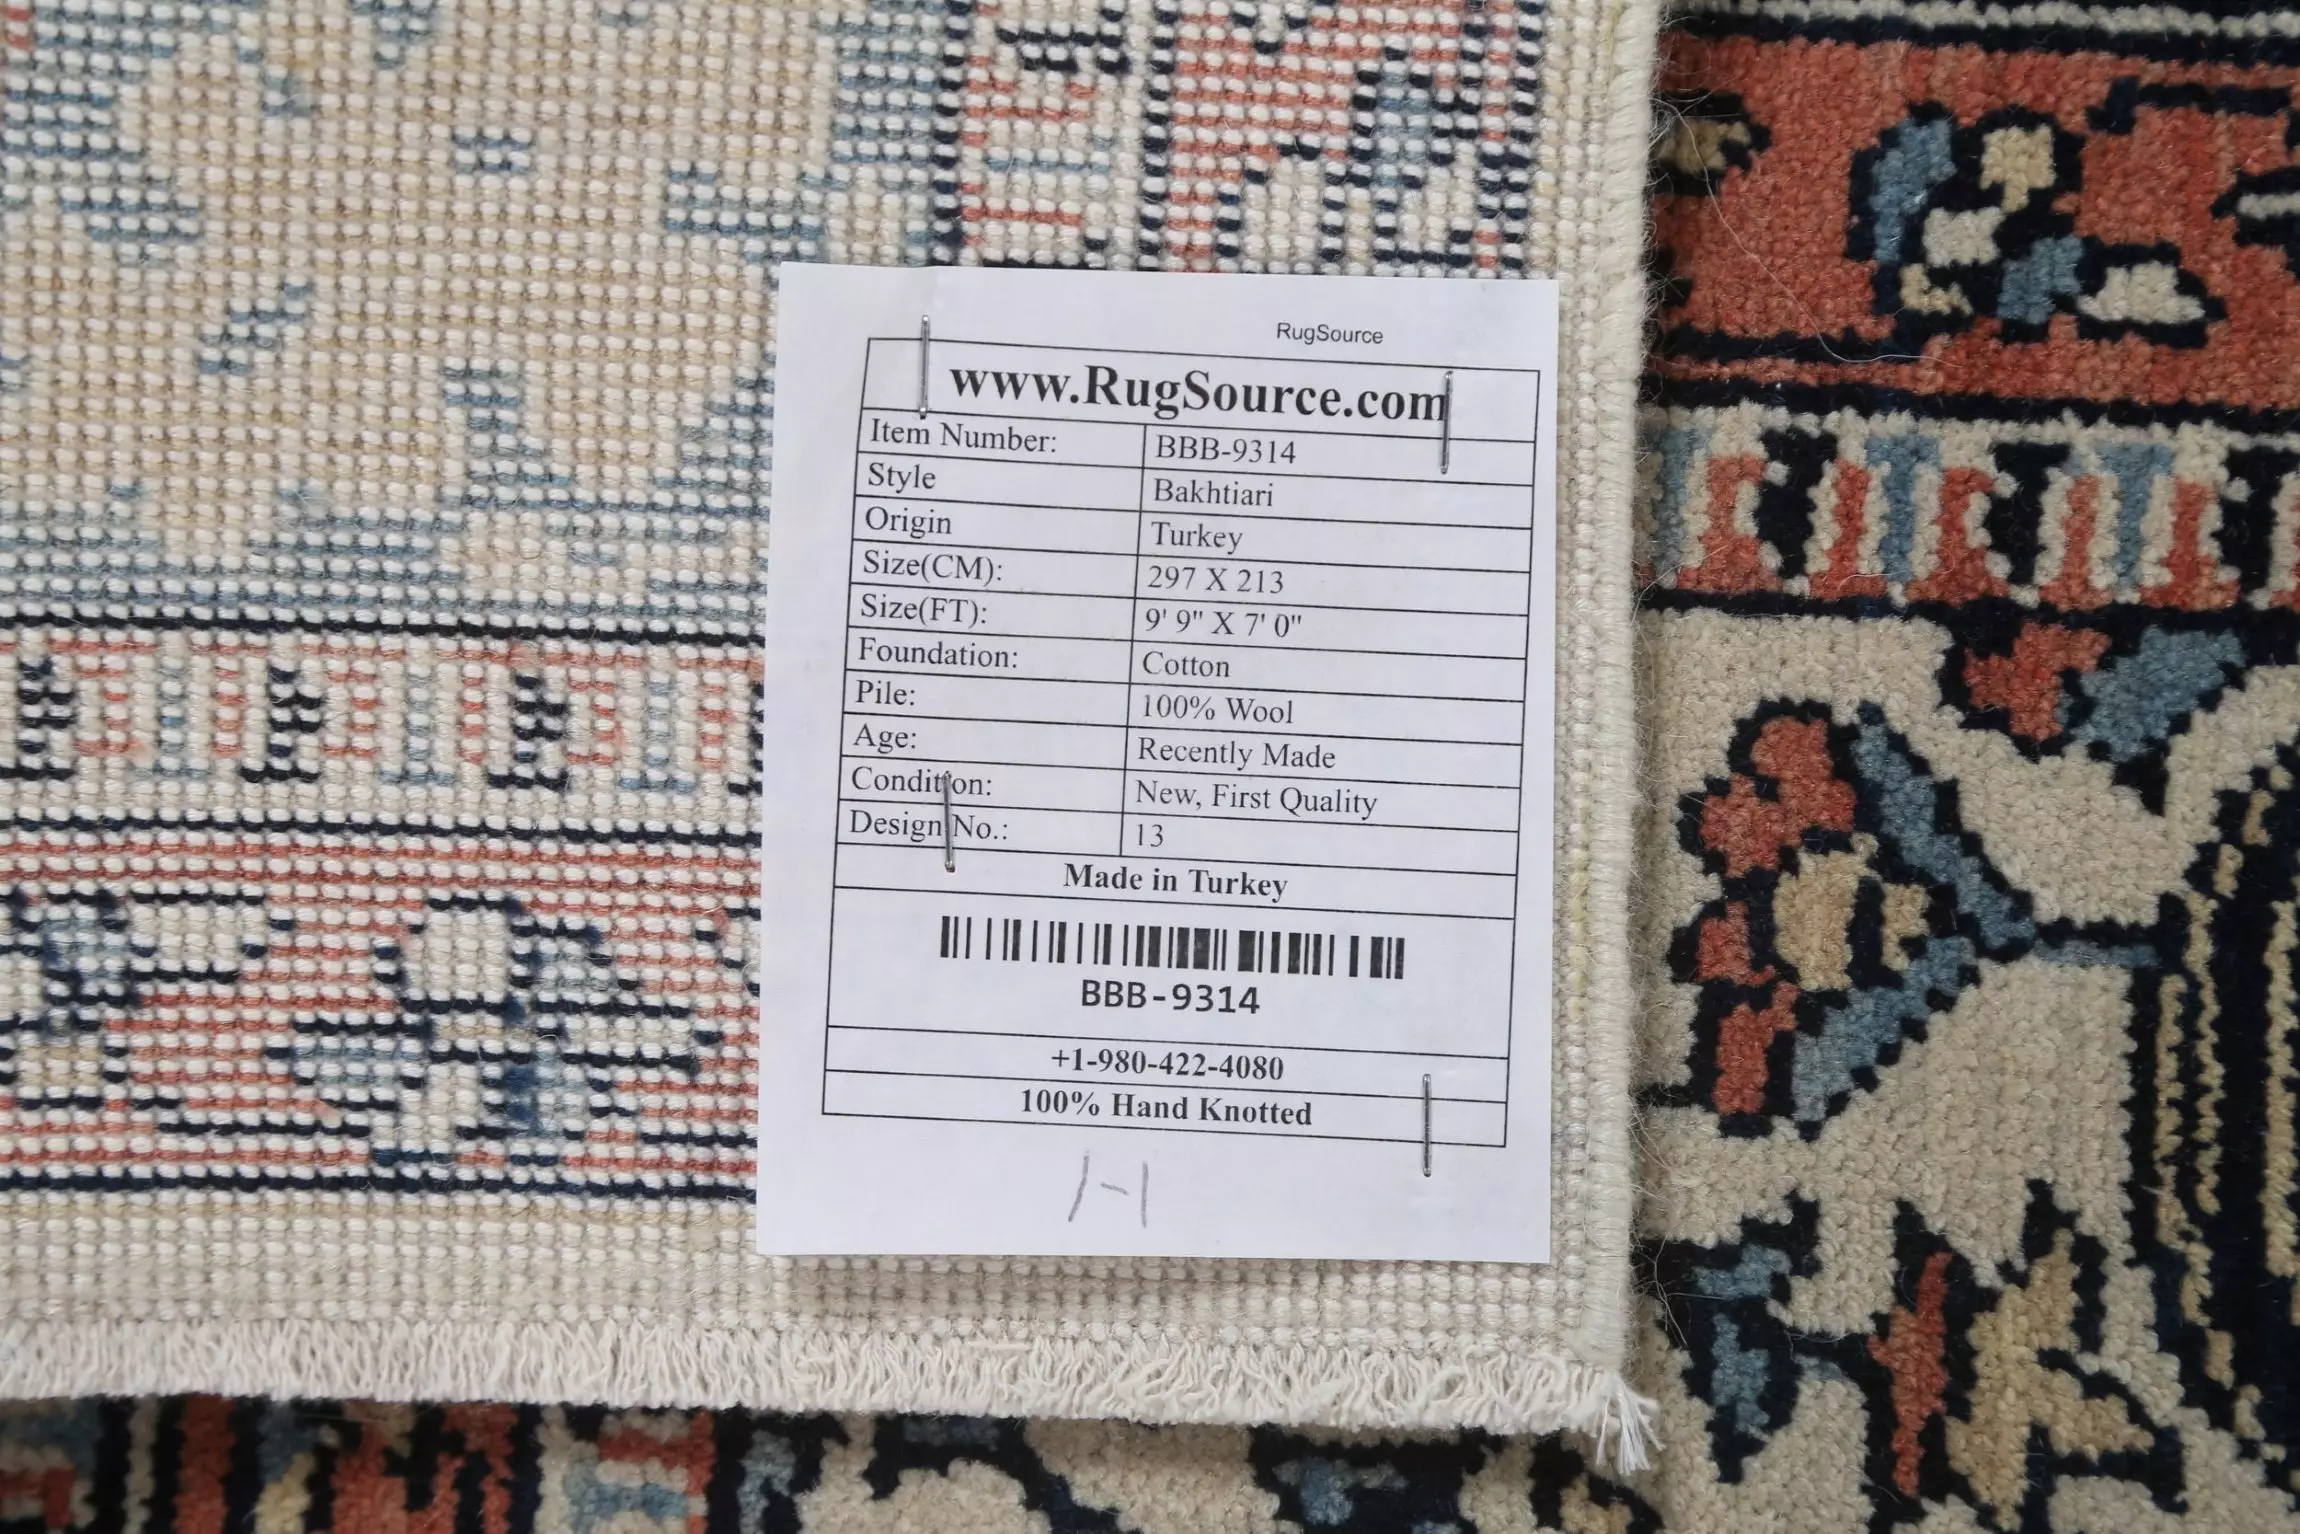 RugSource
www.RugSource.com
Item Number: BBB-9314
Style Bakhtiari
Origin Turkey
Size(CM): 297 X 213
Size(FT): 9' 9" X 7' 0"
Foundation: Cotton
Pile: 100% Wool
Age: Recently Made
Condition: New, First Quality
Design No.: 13
Made in Turkey
BBB-9314
+1-980-422-4080
100% Hand Knotted